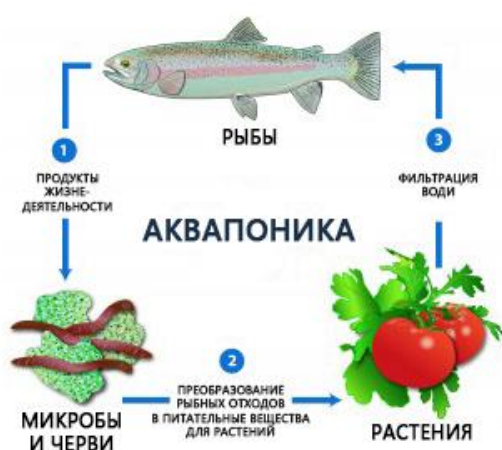 РЫБЫ
1
ПРОДУКТЫ
ЖИЗНЕ-
ДЕЯТЕЛЬНОСТИ
3
ФИЛЬТРАЦИЯ
ВОДИ
АКВАПОНИКА
МИКРОБЫ
И ЧЕРВИ
2
ПРЕОБРАЗОВАНИЕ
РЫБНЫХ ОТХОДОВ
В ПИТАТЕЛЬНЫЕ ВЕЩЕСТВА
ДЛЯ РАСТЕНИЙ
РАСТЕНИЯ